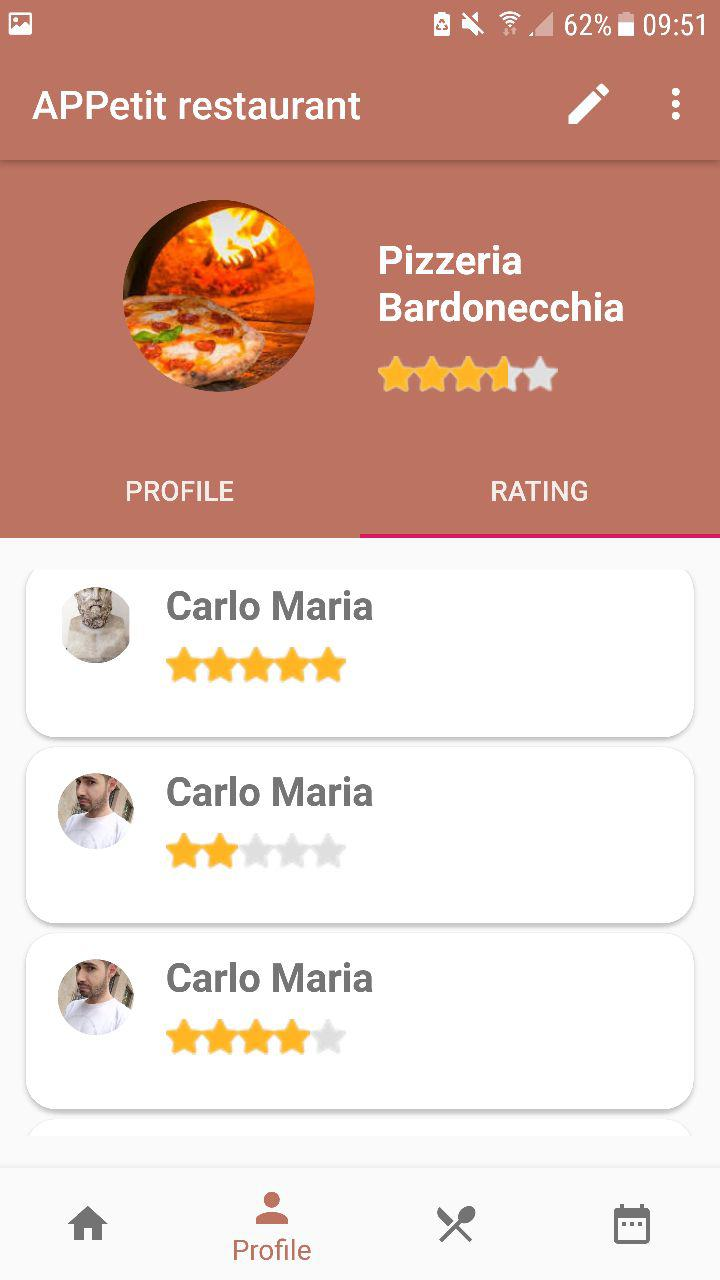 62% 09:51
APPetit restaurant
Pizzeria
Bardonecchia
PROFILE RATING
Carlo Maria
Carlo Maria
Carlo Maria
Profile